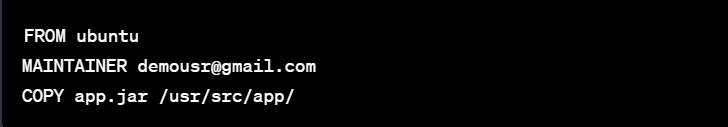 FROM ubuntu
MAINTAINER demousr@gmail.com
COPY app.jar /usr/src/app/